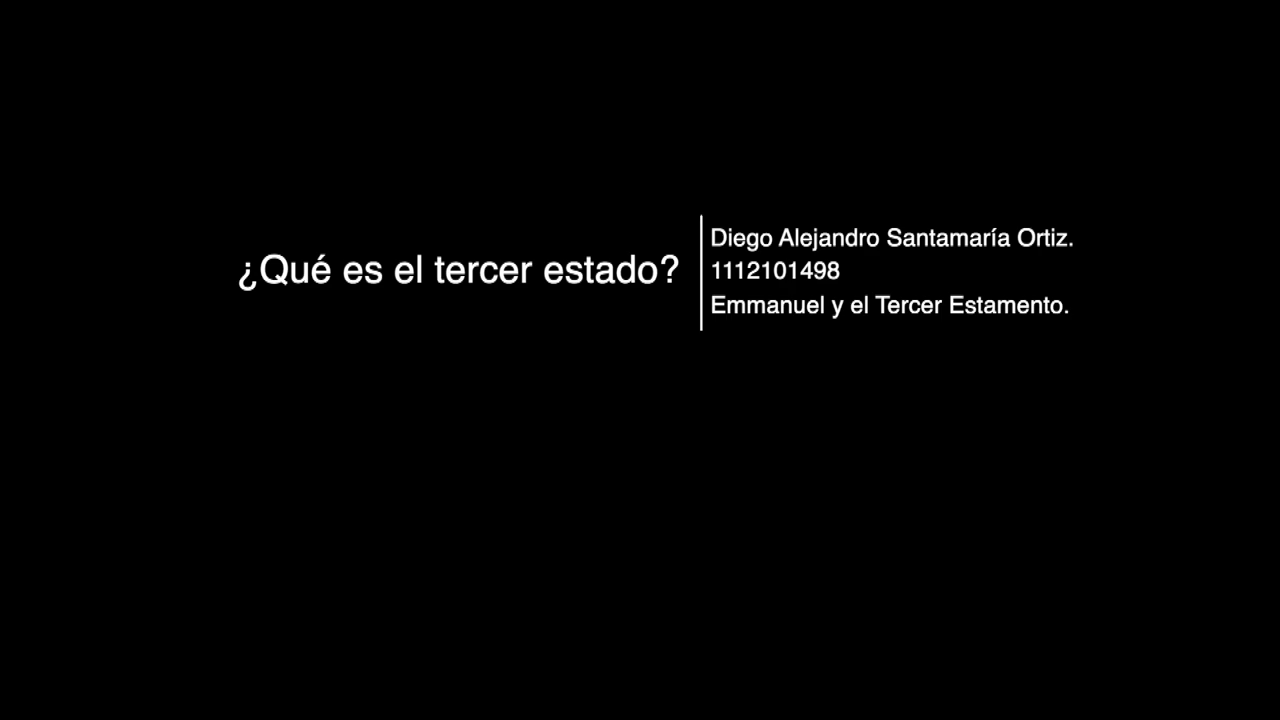 ¿Qué es el tercer estado?
Diego Alejandro Santamaría Ortiz.
1112101498
Emmanuel y el Tercer Estamento.